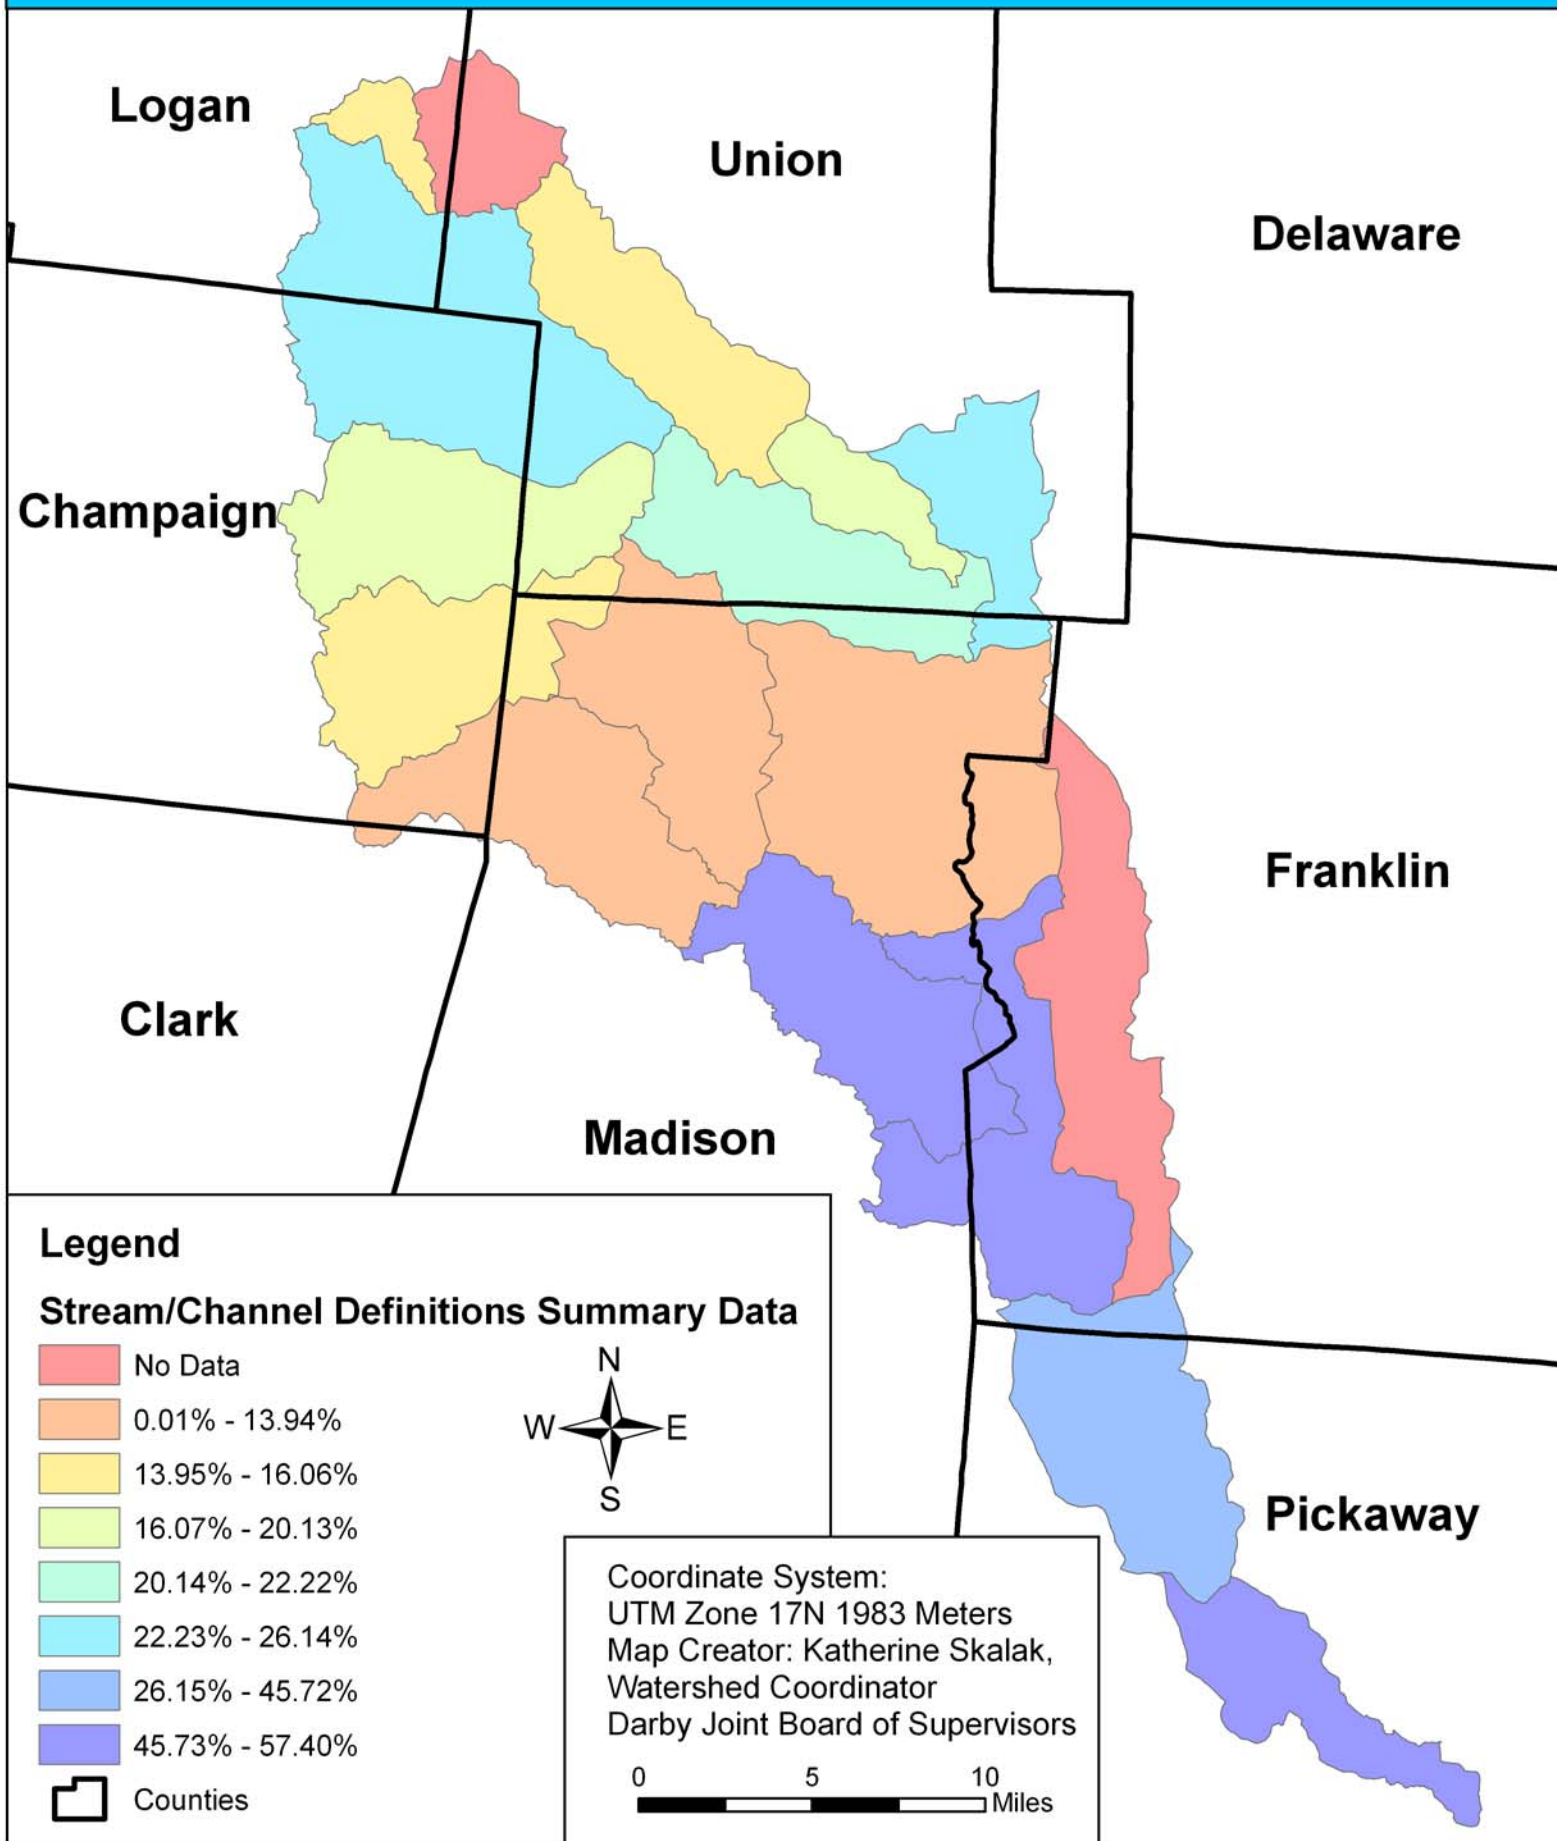 Logan
Union
Delaware
Champaign
Franklin
Clark
Madison
Pickaway
Legend
Stream/Channel Definitions Summary Data
No Data
0.01% - 13.94%
13.95% - 16.06%
16.07% - 20.13%
20.14% - 22.22%
22.23% - 26.14%
26.15% - 45.72%
45.73% - 57.40%
Counties
N
W E
S
Coordinate System:
UTM Zone 17N 1983 Meters
Map Creator: Katherine Skalak,
Watershed Coordinator
Darby Joint Board of Supervisors
0 5 10
Miles